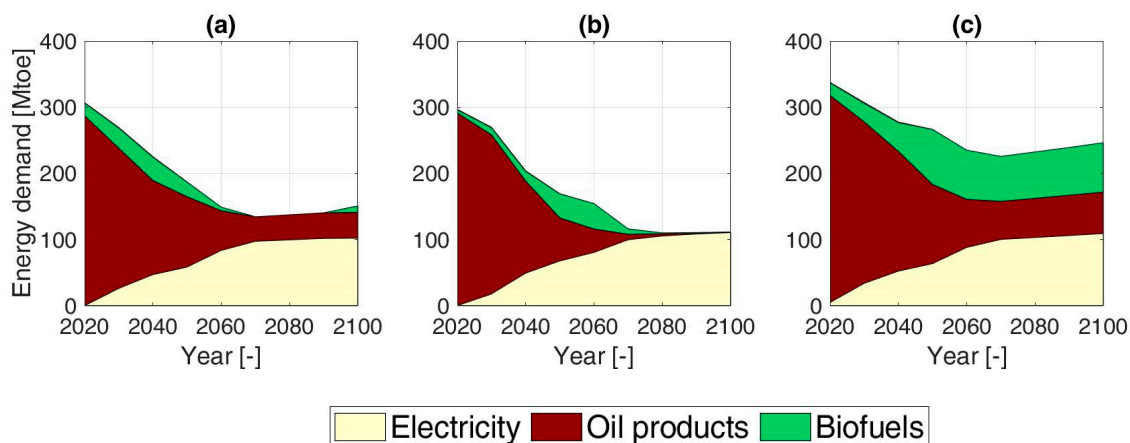 (a) (b) (c)
Energy demand [Mtoe]
400 400 400
300 300 300
200 200 200
100 100 100
0 0 0
2020 2040 2060 2080 2100 2020 2040 2060 2080 2100 2020 2040 2060 2080 2100
Year [-] Year [-] Year [-]
Electricity Oil products Biofuels